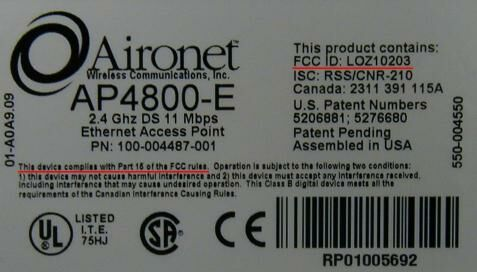 Aironet
Wireless Communications, Inc.
AP4800-E
2.4 Ghz DS 11 Mbps
Ethernet Access Point
PN: 100-004487-001
01-A0A9.09
This product contains:
FCC ID: LOZ10203
ISC: RSS/CNR-210
Canada: 2311 391 115A
U.S. Patent Numbers
5206881; 5276680
Patent Pending
Assembled in USA
550-004550
This device complies with Part 15 of the FCC rules. Operation is subject to the following two conditions:
1) this device may not cause harmful interference and 2) this device must accept any interference received,
including interference that may cause undesired operation. This Class B digital device meets all the
requirements of the Canadian Interference Causing Rules.
UL
LISTED
I.T.E.
75HJ
SA
CE
RP01005692